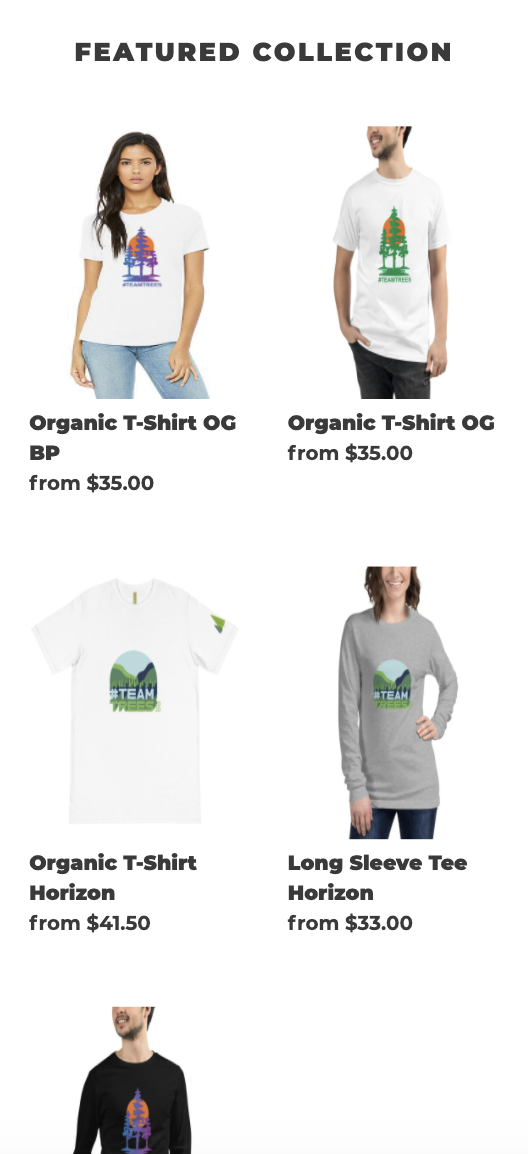 FEATURED COLLECTION
#TEAMTREES
#TEAMTREES
Organic T-Shirt OG
BP
from $35.00
Organic T-Shirt OG
from $35.00
#TEAM
TREES
#TEAM
TREES
Organic T-Shirt
Horizon
from $41.50
Long Sleeve Tee
Horizon
from $33.00